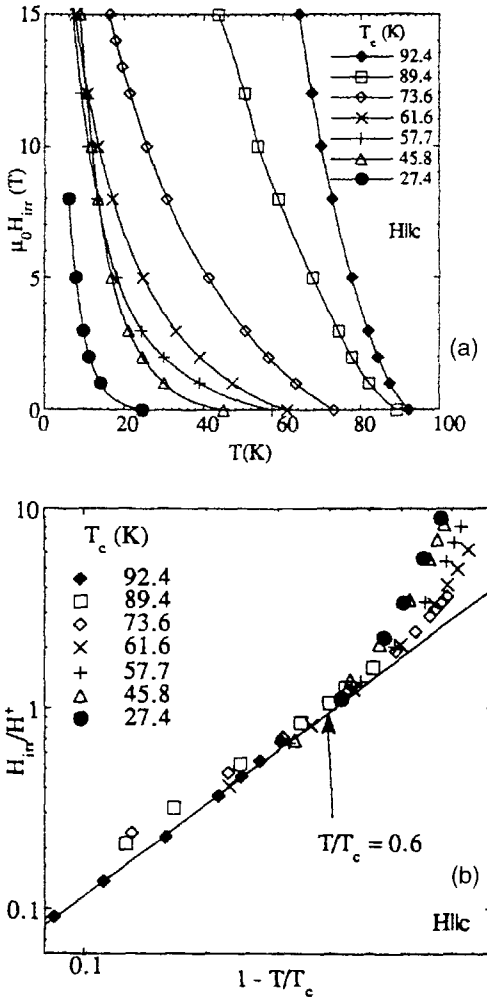 15
10
5
0
μ₀H_irr (T)
T_c (K)
92.4
89.4
73.6
61.6
57.7
45.8
27.4
H||c
(a)
0 20 40 60 80 100
T(K)
10
1
0.1
H_irr/H⁺
T_c (K)
92.4
89.4
73.6
61.6
57.7
45.8
27.4
T/T_c = 0.6
(b)
H||c
0.1
1 - T/T_c